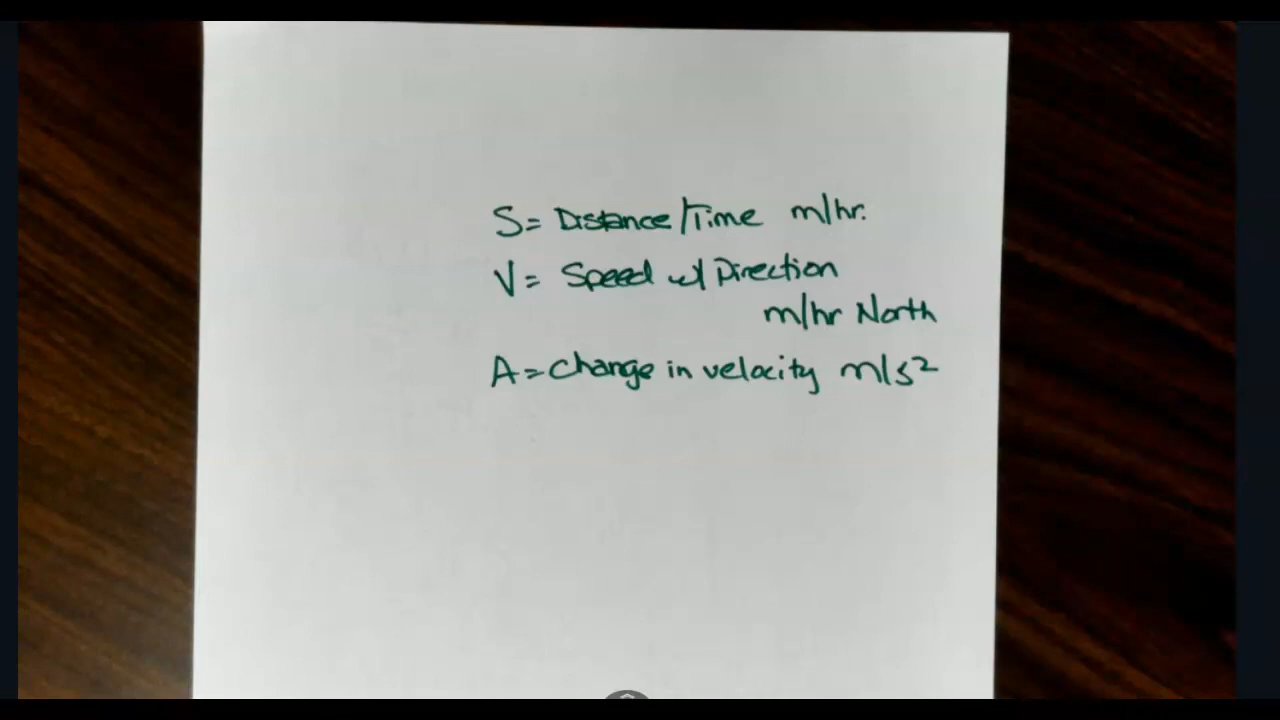 S= Distance/Time m/hr.
V= Speed w/ Direction
m/hr North
A= Change in velocity m/s²